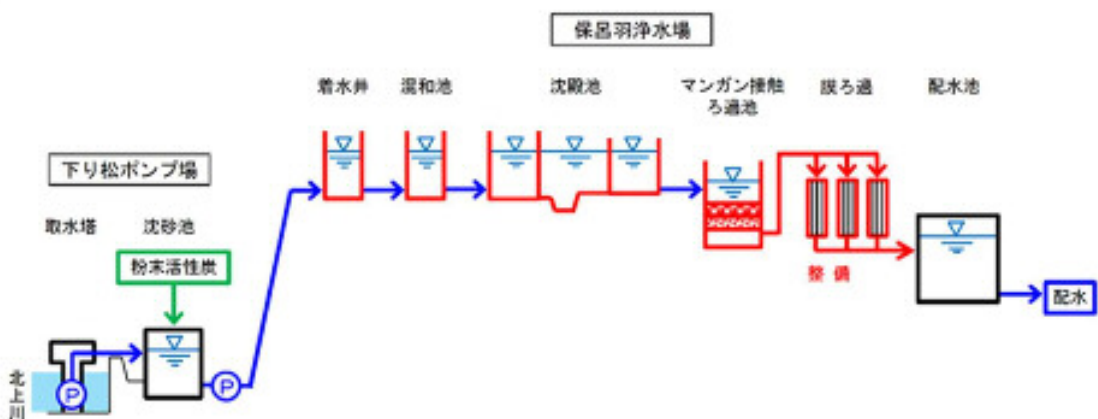 保呂羽浄水場
着水井
混和池
沈殿池
マンガン接触
ろ過池
膜ろ過
配水池
下り松ポンプ場
取水塔
沈砂池
粉末活性炭
整備
配水
P
P
北上川